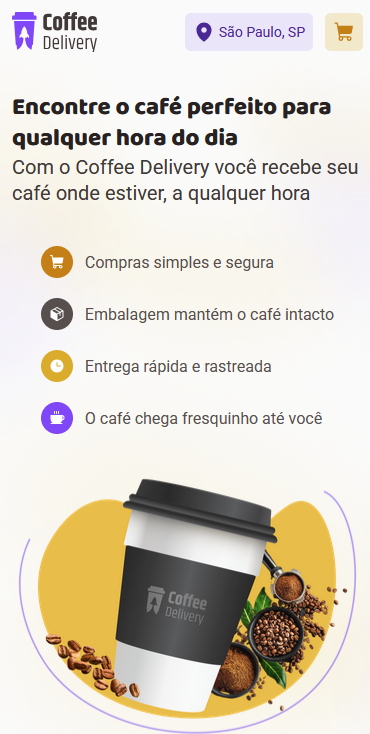 Coffee
Delivery
São Paulo, SP
Encontre o café perfeito para
qualquer hora do dia
Com o Coffee Delivery você recebe seu
café onde estiver, a qualquer hora
Compras simples e segura
Embalagem mantém o café intacto
Entrega rápida e rastreada
O café chega fresquinho até você
Coffee
Delivery